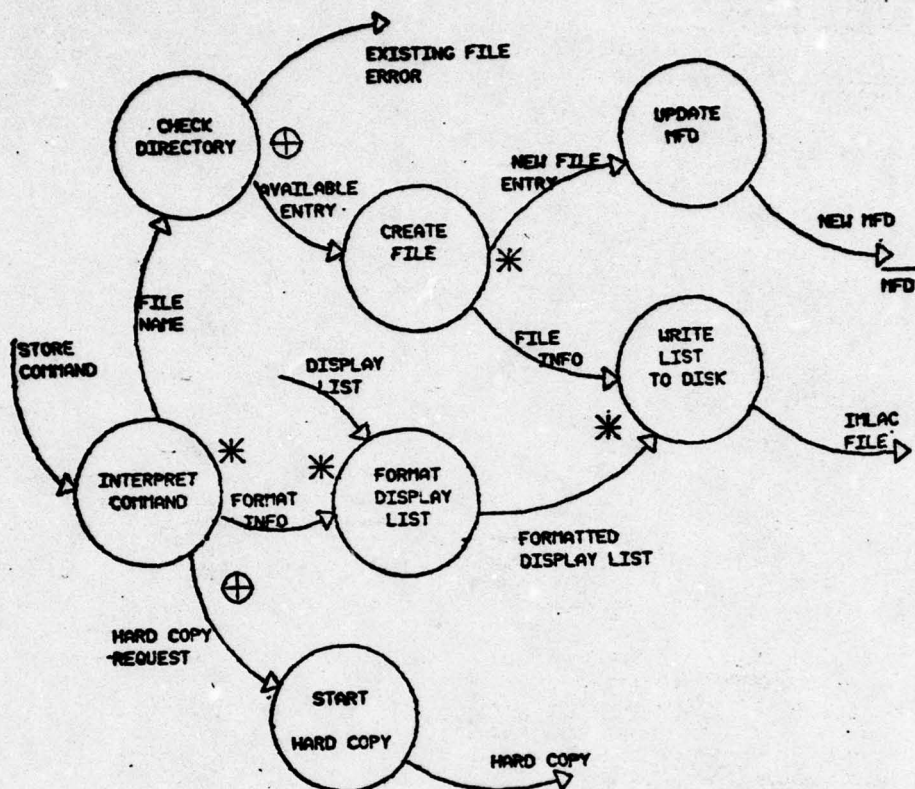 EXISTING FILE
ERROR
CHECK
DIRECTORY
UPDATE
MFD
NEW FILE
ENTRY
AVAILABLE
ENTRY
CREATE
FILE
NEW MFD
MFD
FILE
NAME
STORE
COMMAND
DISPLAY
LIST
FILE
INFO
WRITE
LIST
TO DISK
IMLAC
FILE
INTERPRET
COMMAND
FORMAT
INFO
FORMAT
DISPLAY
LIST
FORMATTED
DISPLAY LIST
HARD COPY
REQUEST
START
HARD COPY
HARD COPY